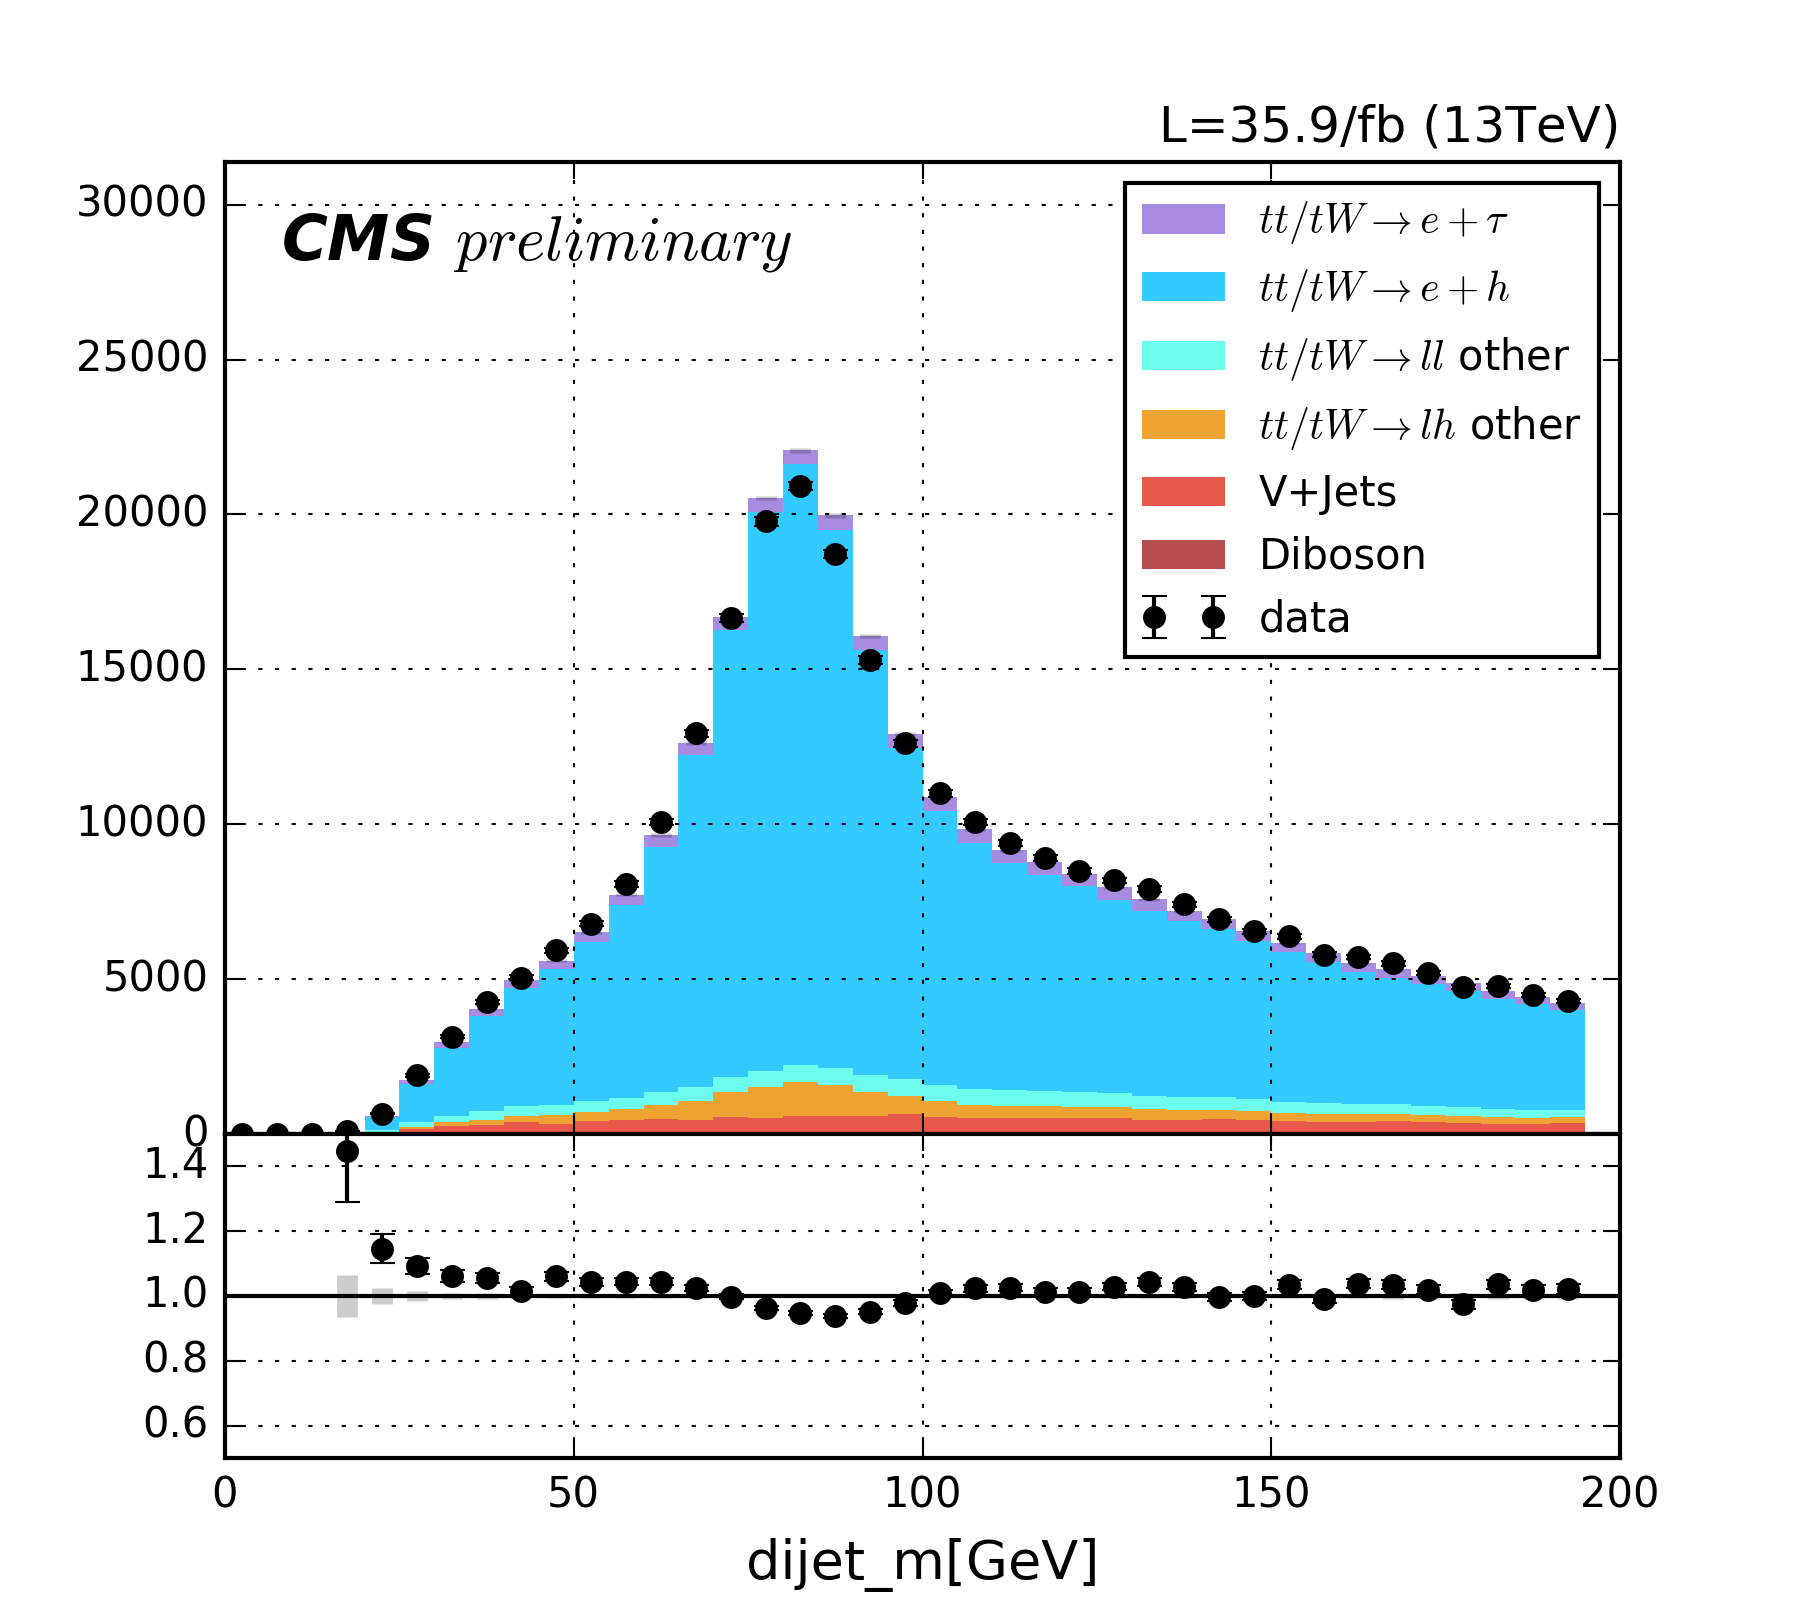 L=35.9/fb (13TeV)
CMS preliminary
30000
25000
20000
15000
10000
5000
0
tt/tW→e+τ
tt/tW→e+h
tt/tW→ll other
tt/tW→lh other
V+Jets
Diboson
data
1.4
1.2
1.0
0.8
0.6
0 50 100 150 200
dijet_m[GeV]